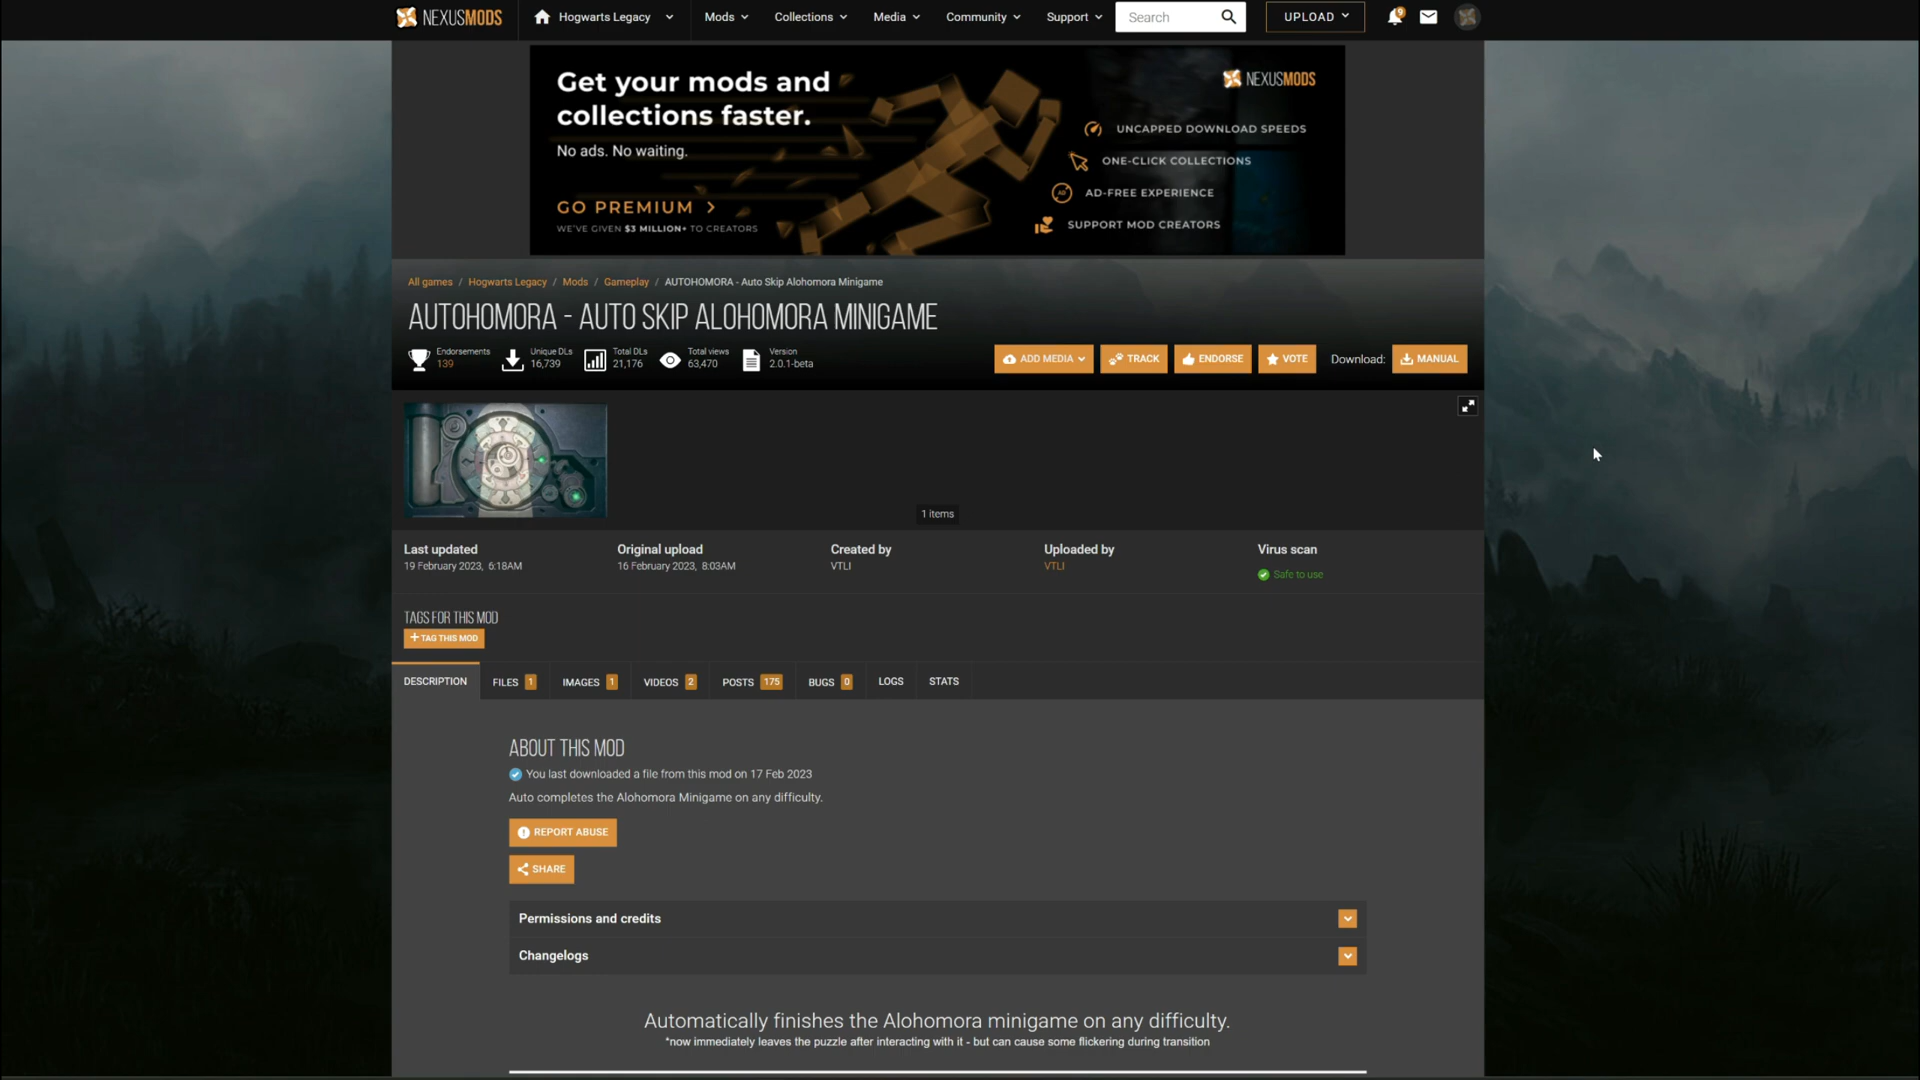 NEXUSMODS
Hogwarts Legacy
Mods
Collections
Media
Community
Support
Search
UPLOAD
9
Get your mods and
collections faster.
No ads. No waiting.
GO PREMIUM >
WE'VE GIVEN $3 MILLION+ TO CREATORS
NEXUSMODS
UNCAPPED DOWNLOAD SPEEDS
ONE-CLICK COLLECTIONS
AD-FREE EXPERIENCE
SUPPORT MOD CREATORS
All games / Hogwarts Legacy / Mods / Gameplay / AUTOHOMORA - Auto Skip Alohomora Minigame
AUTOHOMORA - AUTO SKIP ALOHOMORA MINIGAME
Endorsements
139
Unique DLs
16,739
Total DLs
21,176
Total views
63,470
Version
2.0.1-beta
ADD MEDIA
TRACK
ENDORSE
VOTE
Download:
MANUAL
1 items
Last updated
19 February 2023, 6:18AM
Original upload
16 February 2023, 8:03AM
Created by
VTLI
Uploaded by
VTLI
Virus scan
Safe to use
TAGS FOR THIS MOD
+ TAG THIS MOD
DESCRIPTION
FILES 1
IMAGES 1
VIDEOS 2
POSTS 175
BUGS 0
LOGS
STATS
ABOUT THIS MOD
You last downloaded a file from this mod on 17 Feb 2023
Auto completes the Alohomora Minigame on any difficulty.
REPORT ABUSE
SHARE
Permissions and credits
Changelogs
Automatically finishes the Alohomora minigame on any difficulty.
*now immediately leaves the puzzle after interacting with it - but can cause some flickering during transition